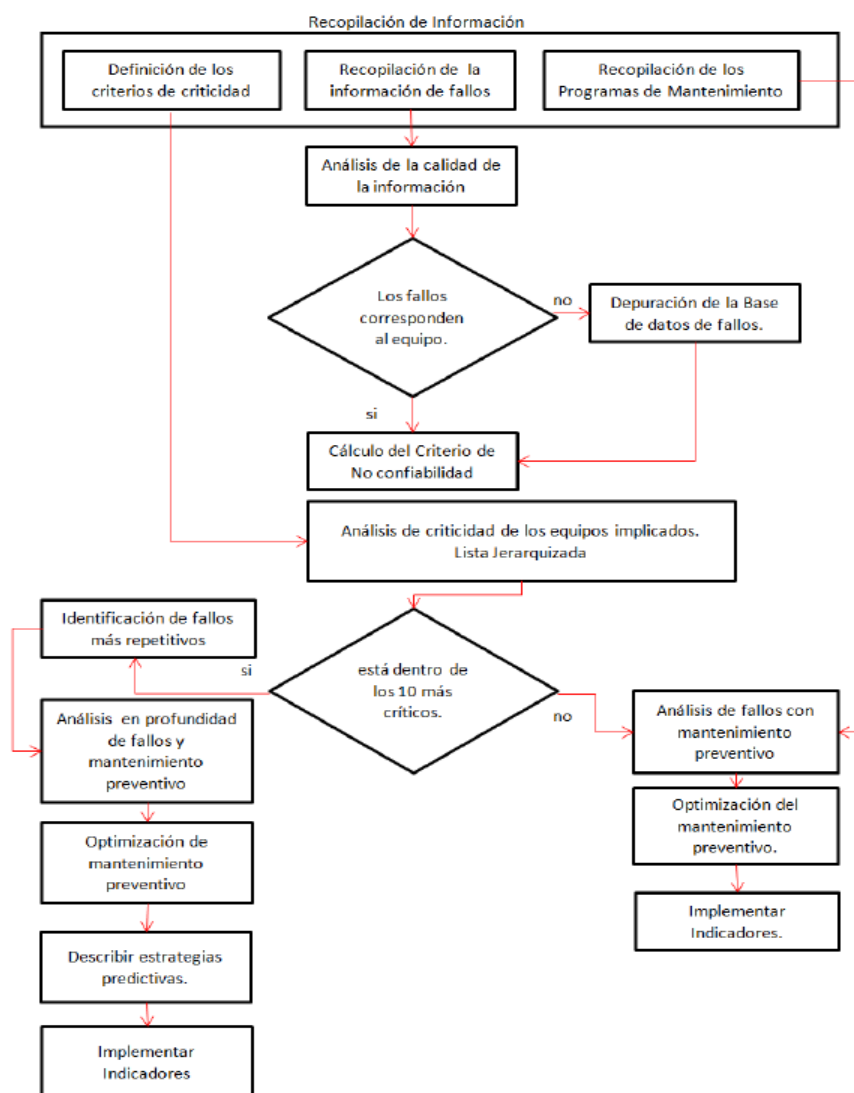 Recopilación de Información
Definición de los
criterios de criticidad
Recopilación de la
información de fallos
Recopilación de los
Programas de Mantenimiento
Análisis de la calidad de
la información
Los fallos
corresponden
al equipo.
no
Depuración de la Base
de datos de fallos.
si
Cálculo del Criterio de
No confiabilidad
Análisis de criticidad de los equipos implicados.
Lista Jerarquizada
Identificación de fallos
más repetitivos
si
está dentro de
los 10 más
críticos.
no
Análisis en profundidad
de fallos y
mantenimiento
preventivo
Análisis de fallos con
mantenimiento
preventivo
Optimización de
mantenimiento
preventivo
Optimización del
mantenimiento
preventivo.
Describir estrategias
predictivas.
Implementar
Indicadores.
Implementar
Indicadores